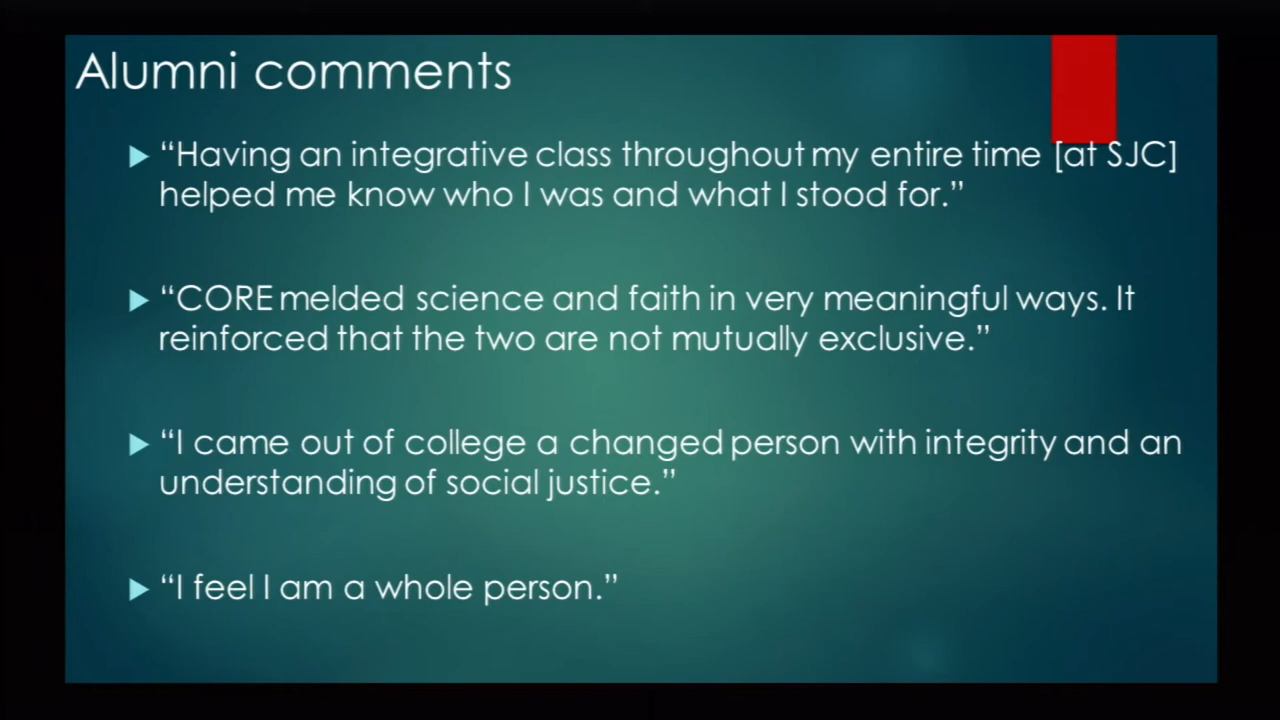 Alumni comments
“Having an integrative class throughout my entire time [at SJC]
helped me know who I was and what I stood for.”
“CORE melded science and faith in very meaningful ways. It
reinforced that the two are not mutually exclusive.”
“I came out of college a changed person with integrity and an
understanding of social justice.”
“I feel I am a whole person.”